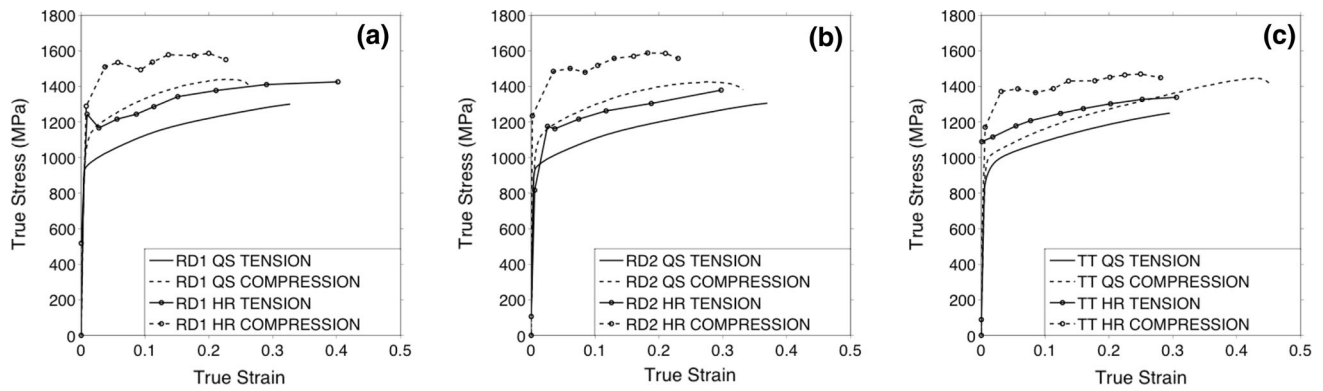 (a)
True Stress (MPa)
1800
1600
1400
1200
1000
800
600
400
200
0
0 0.1 0.2 0.3 0.4 0.5
True Strain
RD1 QS TENSION
RD1 QS COMPRESSION
RD1 HR TENSION
RD1 HR COMPRESSION
(b)
True Stress (MPa)
1800
1600
1400
1200
1000
800
600
400
200
0
0 0.1 0.2 0.3 0.4 0.5
True Strain
RD2 QS TENSION
RD2 QS COMPRESSION
RD2 HR TENSION
RD2 HR COMPRESSION
(c)
True Stress (MPa)
1800
1600
1400
1200
1000
800
600
400
200
0
0 0.1 0.2 0.3 0.4 0.5
True Strain
TT QS TENSION
TT QS COMPRESSION
TT HR TENSION
TT HR COMPRESSION